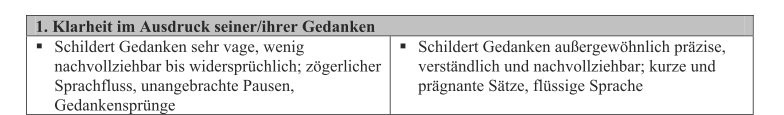 1. Klarheit im Ausdruck seiner/ihrer Gedanken
▪ Schildert Gedanken sehr vage, wenig
nachvollziehbar bis widersprüchlich; zögerlicher
Sprachfluss, unangebrachte Pausen,
Gedankensprünge
▪ Schildert Gedanken außergewöhnlich präzise,
verständlich und nachvollziehbar; kurze und
prägnante Sätze, flüssige Sprache